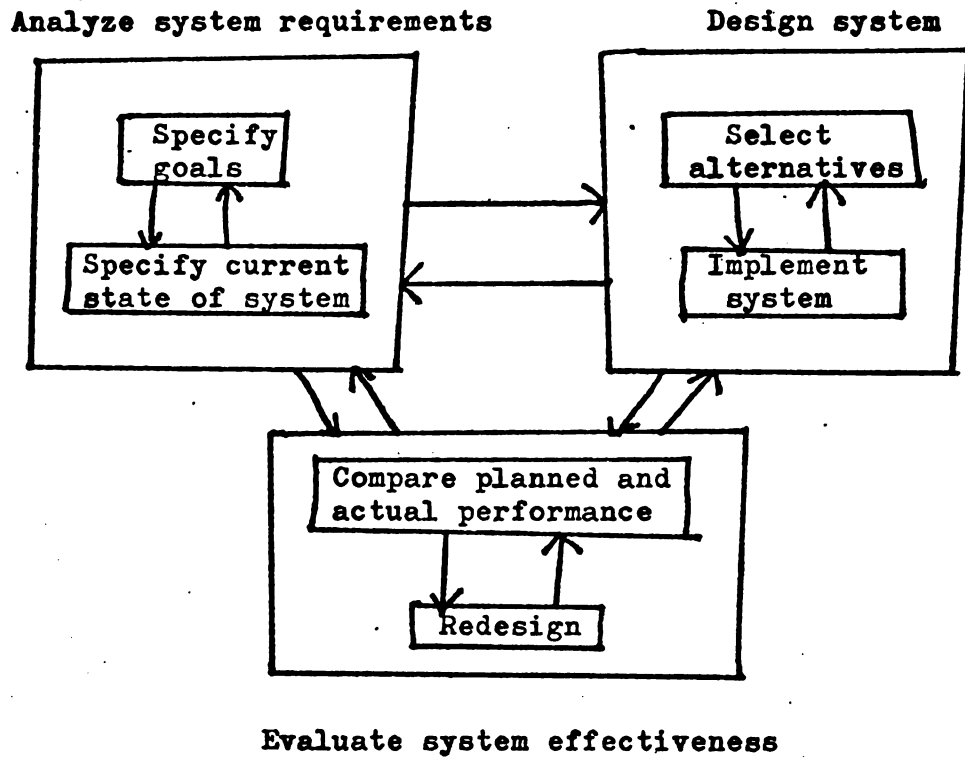 Analyze system requirements
Design system
Specify
goals
Specify current
state of system
Select
alternatives
Implement
system
Compare planned and
actual performance
Redesign
Evaluate system effectiveness